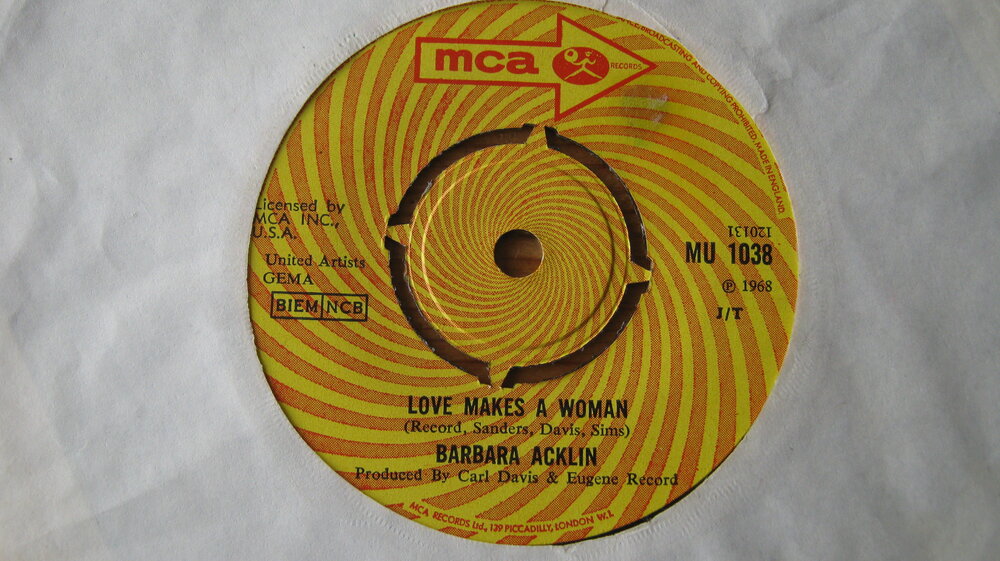 mca RECORDS
BROADCASTING AND COPYING PROHIBITED. MADE IN ENGLAND
Licensed by
MCA INC.,
U.S.A.
United Artists
GEMA
BIEM NCB
120131
MU 1038
℗ 1968
J/T
LOVE MAKES A WOMAN
(Record, Sanders, Davis, Sims)
BARBARA ACKLIN
Produced By Carl Davis & Eugene Record
MCA RECORDS Ltd., 139 PICCADILLY, LONDON W.1.